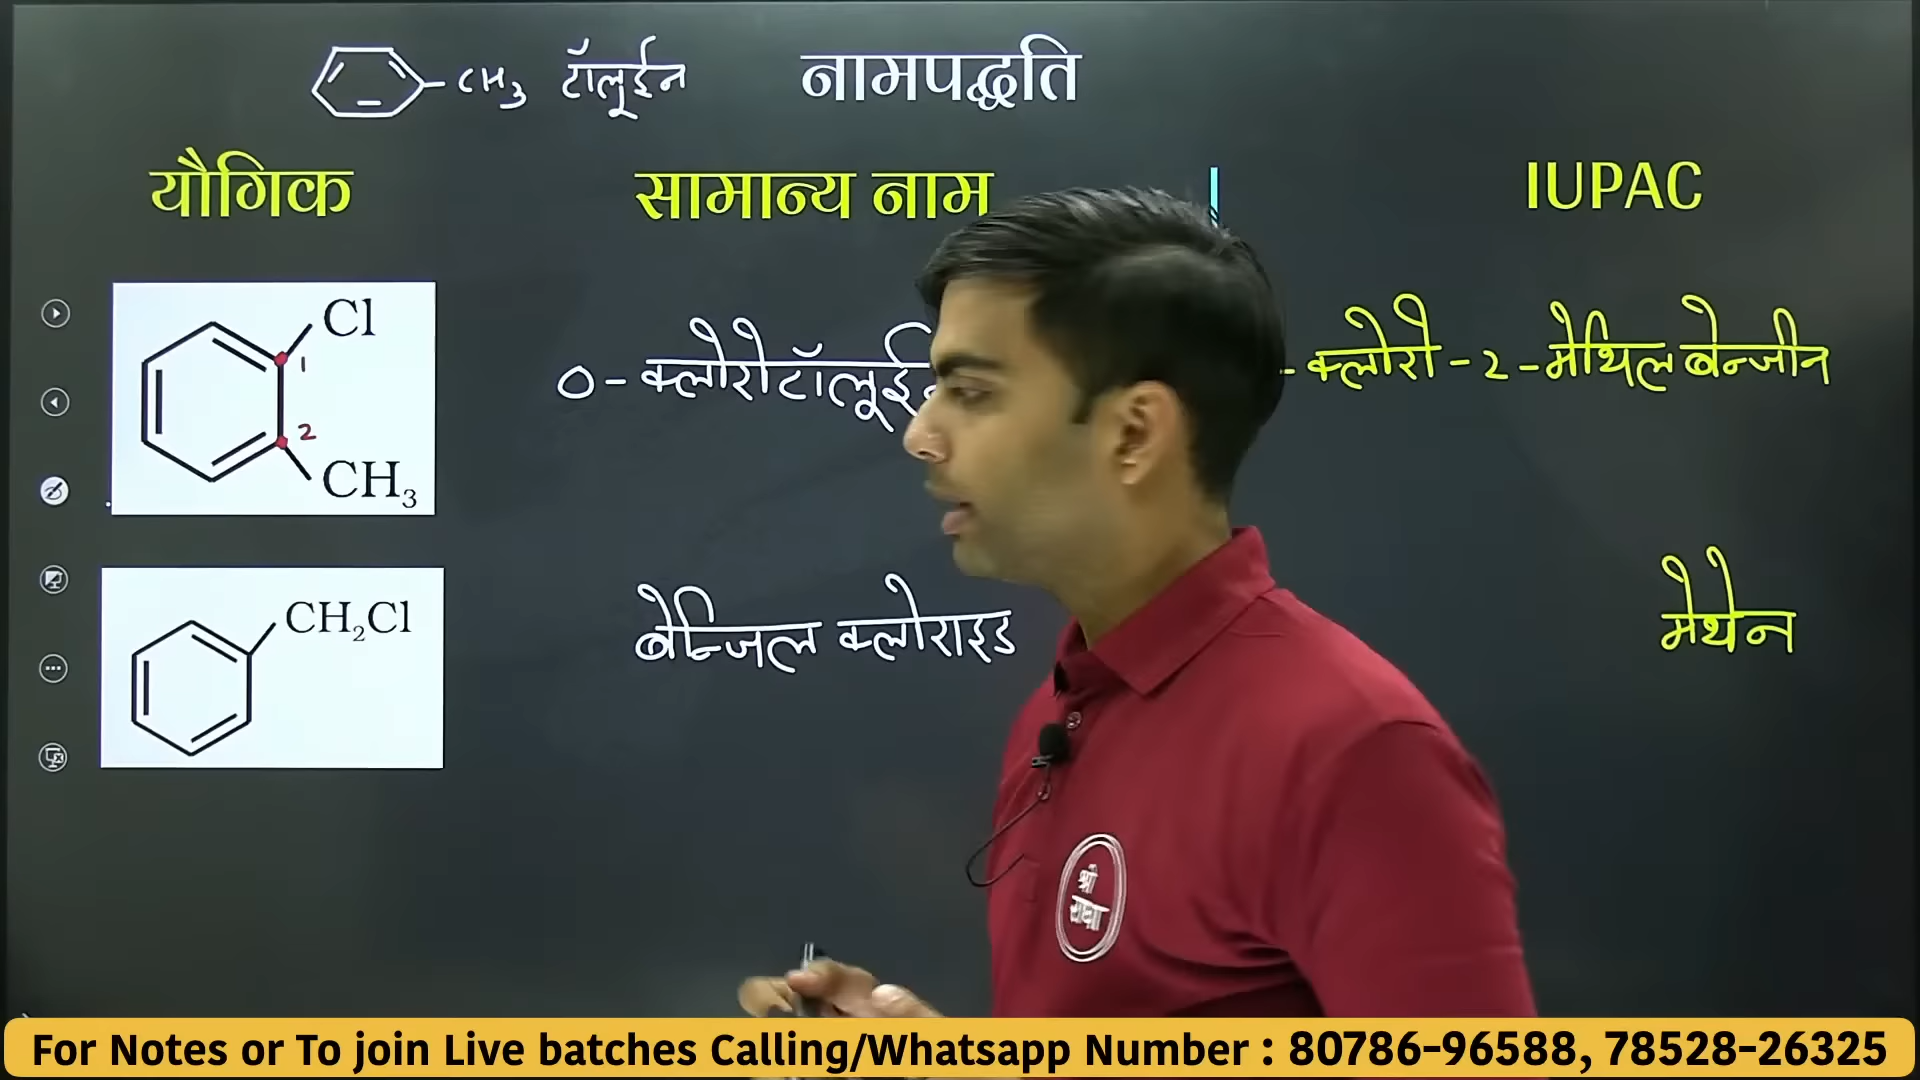 CH3 टॉलूईन नामपद्धति
यौगिक सामान्य नाम IUPAC
Cl
1
o-क्लोरोटॉलूई -क्लोरो-2-मेथिलबेन्जीन
2
CH3
CH2Cl बेन्जिल क्लोराइड मेथेन
श्री
राधा
For Notes or To join Live batches Calling/Whatsapp Number : 80786-96588, 78528-26325